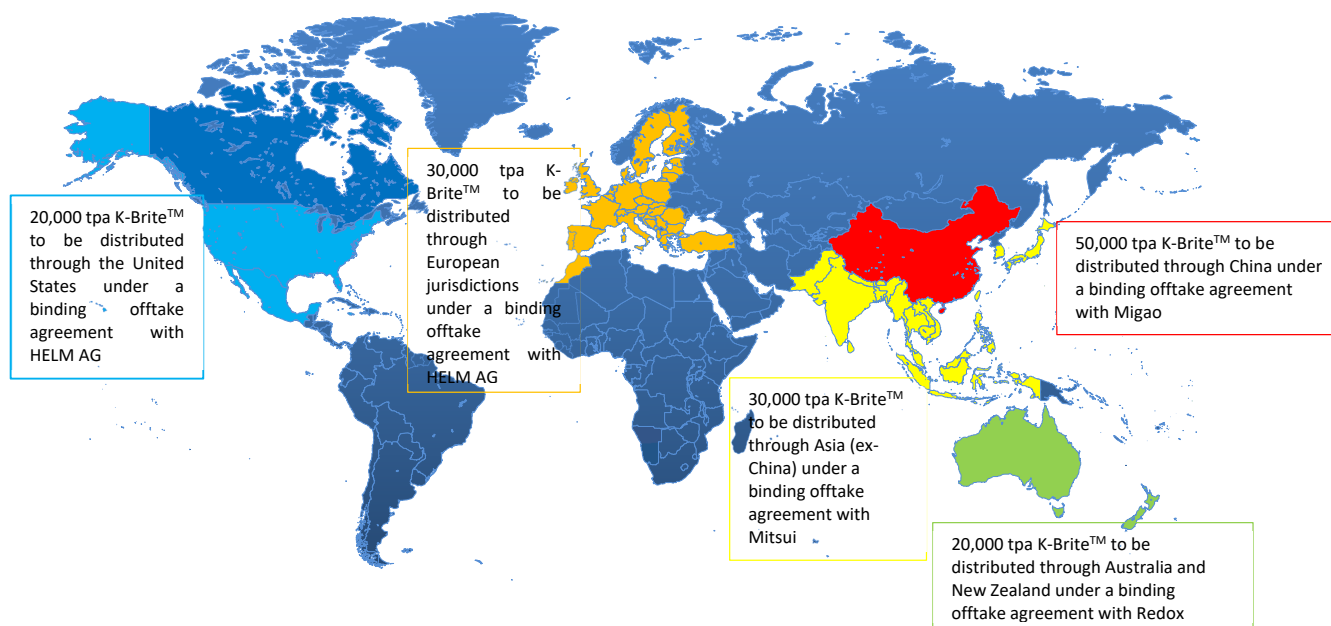 20,000 tpa K-Brite™
to be distributed
through the United
States under a
binding offtake
agreement with
HELM AG
30,000 tpa K-
Brite™ to be
distributed
through
European
jurisdictions
under a binding
offtake
agreement with
HELM AG
50,000 tpa K-Brite™ to be
distributed through China under
a binding offtake agreement
with Migao
30,000 tpa K-Brite™
to be distributed
through Asia (ex-
China) under a
binding offtake
agreement with
Mitsui
20,000 tpa K-Brite™ to be
distributed through Australia and
New Zealand under a binding
offtake agreement with Redox